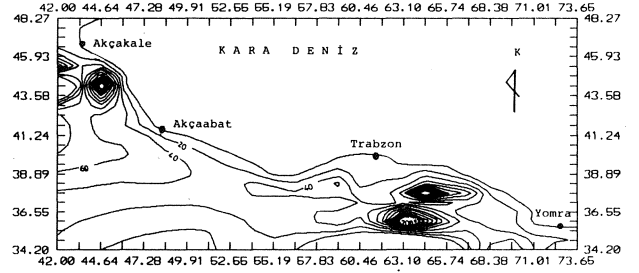 42.00 44.64 47.28 49.91 52.55 55.19 57.83 60.46 63.10 65.74 68.38 71.01 73.65
48.27 48.27
Akçakale
KARA DENİZ
K
45.93 45.93
43.58 43.58
Akçaabat
41.24 41.24
20
Trabzon
40
60
38.89 38.89
40
36.55 36.55
Yomra
34.20 34.20
42.00 44.64 47.28 49.91 52.55 55.19 57.83 60.46 63.10 65.74 68.38 71.01 73.65